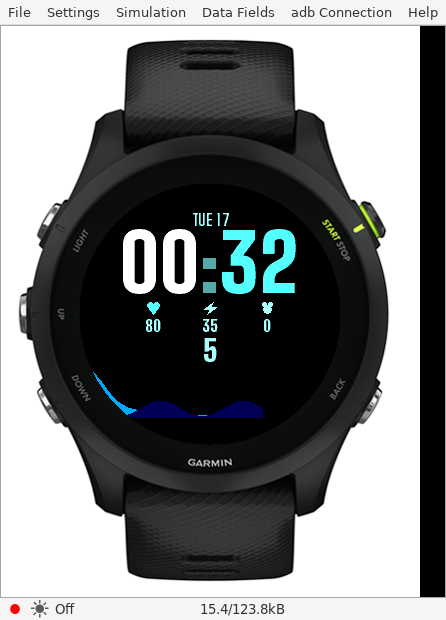 File Settings Simulation Data Fields adb Connection Help
TUE 17
START STOP
LIGHT
00:32
80 35 0
UP
5
DOWN
BACK
GARMIN
Off 15.4/123.8kB